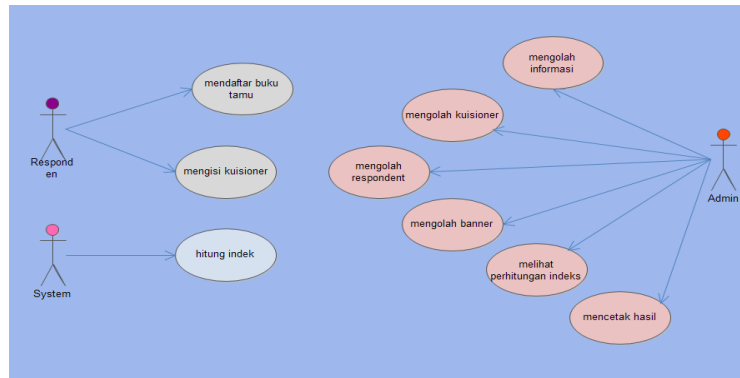 mendaftar buku
tamu
mengisi kuisioner
Respond
en
hitung indek
System
mengolah
informasi
mengolah kuisioner
mengolah
respondent
mengolah banner
melihat
perhitungan indeks
mencetak hasil
Admin